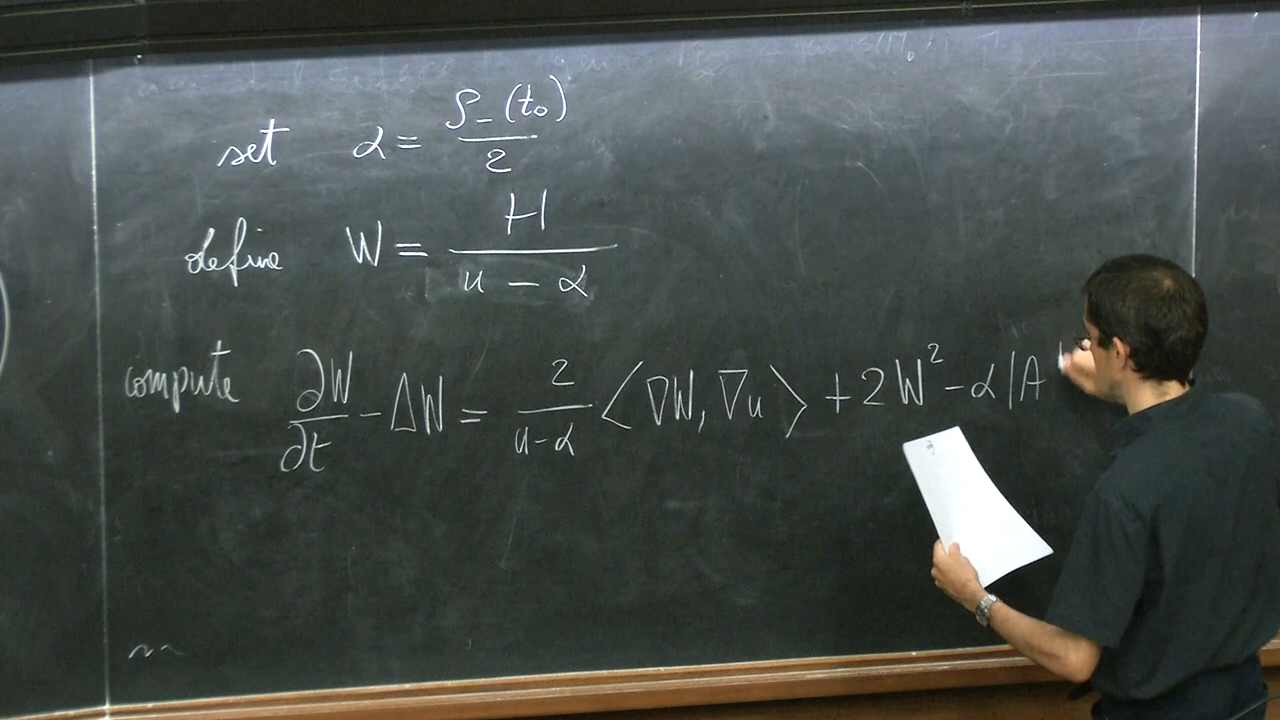 set α = ρ₋(t₀) / 2
define W = H / (u − α)
compute ∂W/∂t − ΔW = 2/(u−α) ⟨∇W, ∇u⟩ + 2W² − α|A